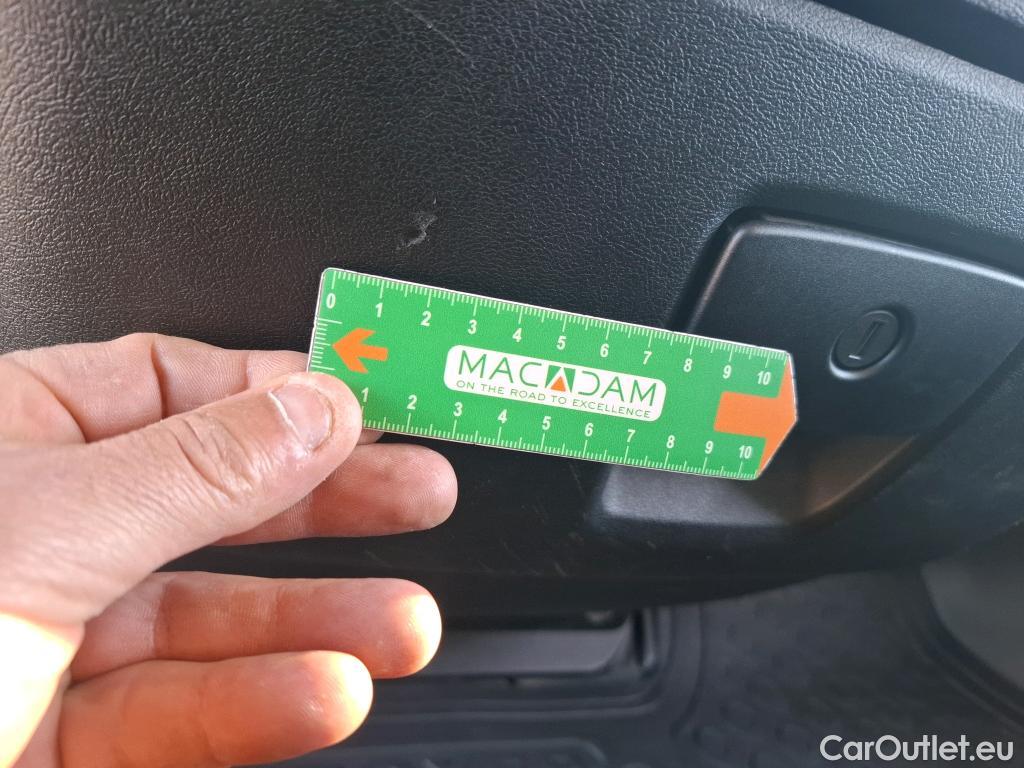 0 1 2 3 4 5 6 7 8 9 10
MACADAM
ON THE ROAD TO EXCELLENCE
1 2 3 4 5 6 7 8 9 10
CarOutlet.eu